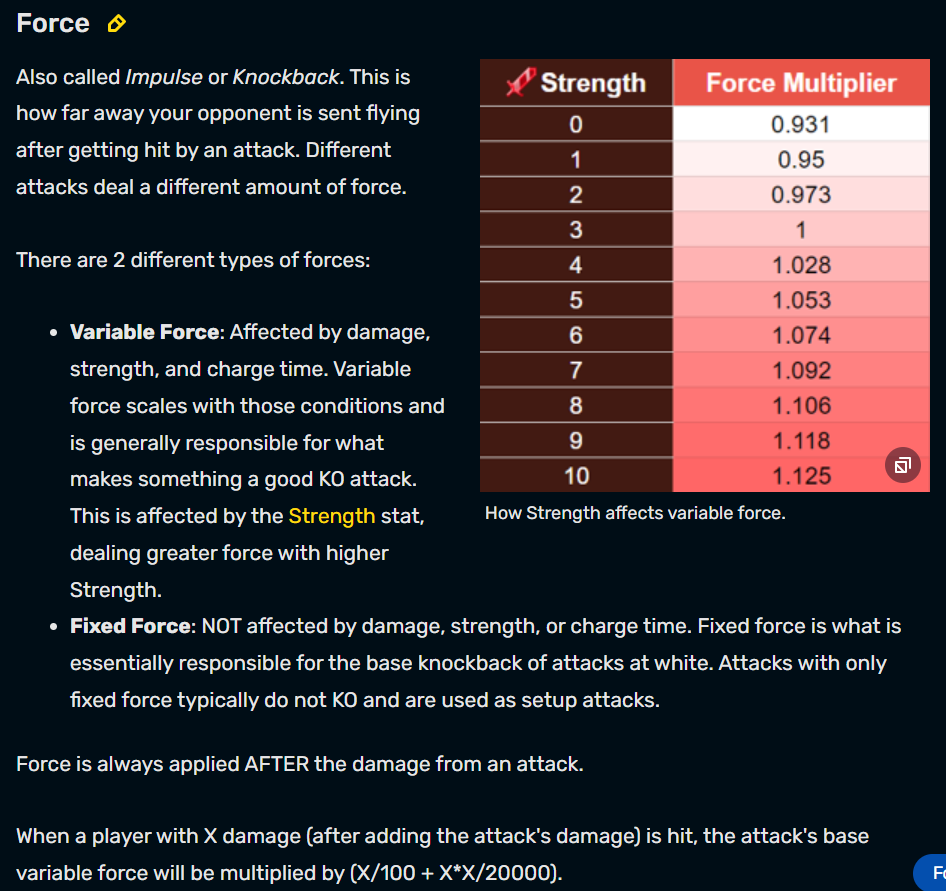 Force
Also called Impulse or Knockback. This is
how far away your opponent is sent flying
after getting hit by an attack. Different
attacks deal a different amount of force.
There are 2 different types of forces:
• Variable Force: Affected by damage,
strength, and charge time. Variable
force scales with those conditions and
is generally responsible for what
makes something a good KO attack.
This is affected by the Strength stat,
dealing greater force with higher
Strength.
Strength Force Multiplier
0 0.931
1 0.95
2 0.973
3 1
4 1.028
5 1.053
6 1.074
7 1.092
8 1.106
9 1.118
10 1.125
How Strength affects variable force.
• Fixed Force: NOT affected by damage, strength, or charge time. Fixed force is what is
essentially responsible for the base knockback of attacks at white. Attacks with only
fixed force typically do not KO and are used as setup attacks.
Force is always applied AFTER the damage from an attack.
When a player with X damage (after adding the attack's damage) is hit, the attack's base
variable force will be multiplied by (X/100 + X*X/20000).